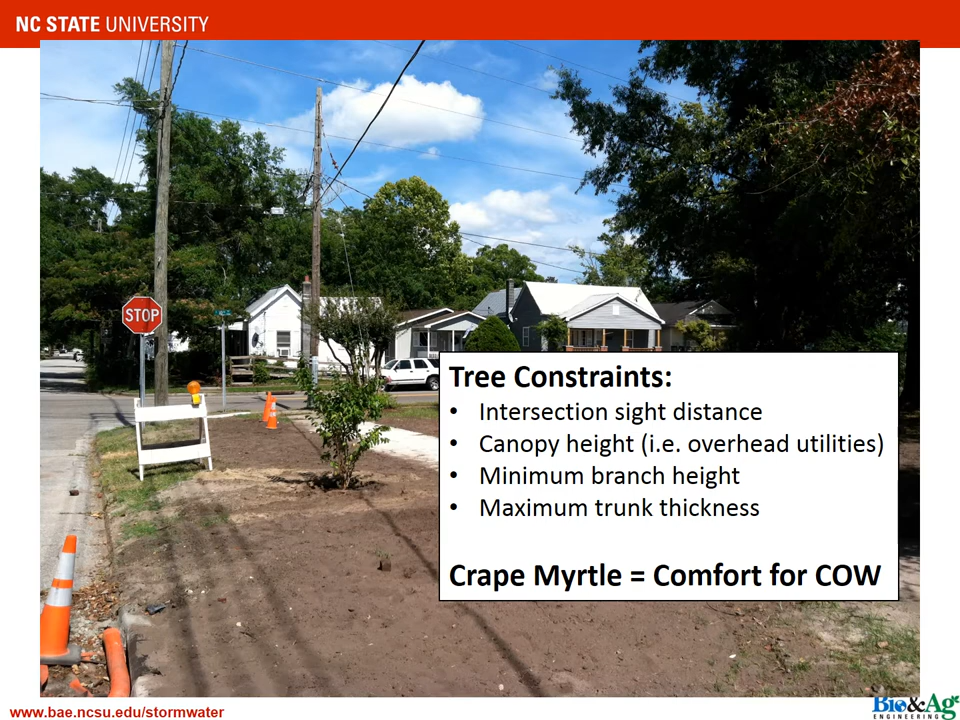 NC STATE UNIVERSITY
STOP
Tree Constraints:
• Intersection sight distance
• Canopy height (i.e. overhead utilities)
• Minimum branch height
• Maximum trunk thickness
Crape Myrtle = Comfort for COW
www.bae.ncsu.edu/stormwater
Bio&Ag
ENGINEERING